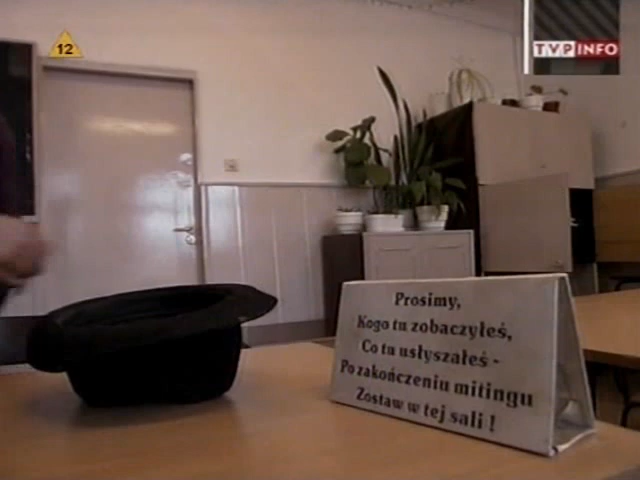 12
TVP INFO
Prosimy,
Kogo tu zobaczyłeś,
Co tu usłyszałeś -
Po zakończeniu mitingu
Zostaw w tej sali !